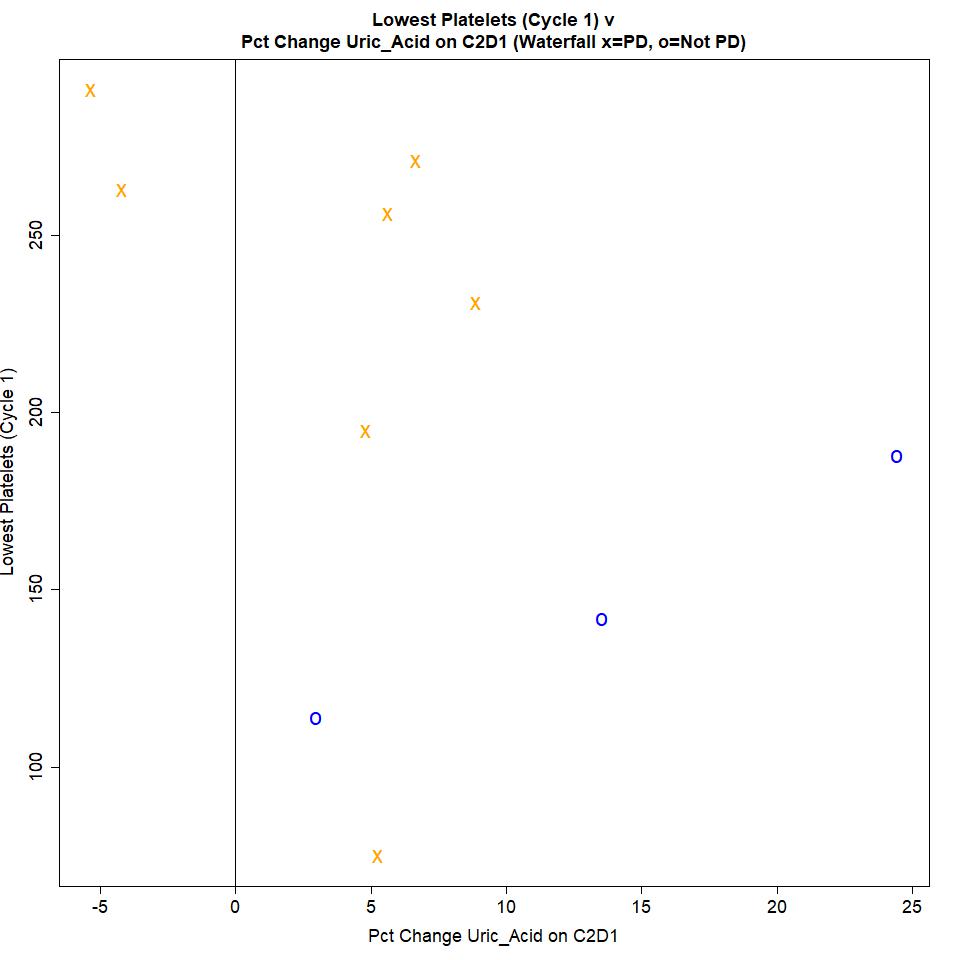 Lowest Platelets (Cycle 1) v
Pct Change Uric_Acid on C2D1 (Waterfall x=PD, o=Not PD)
Lowest Platelets (Cycle 1)
250
200
150
100
X
X
X
X
X
X
O
O
O
X
-5
0
5
10
15
20
25
Pct Change Uric_Acid on C2D1